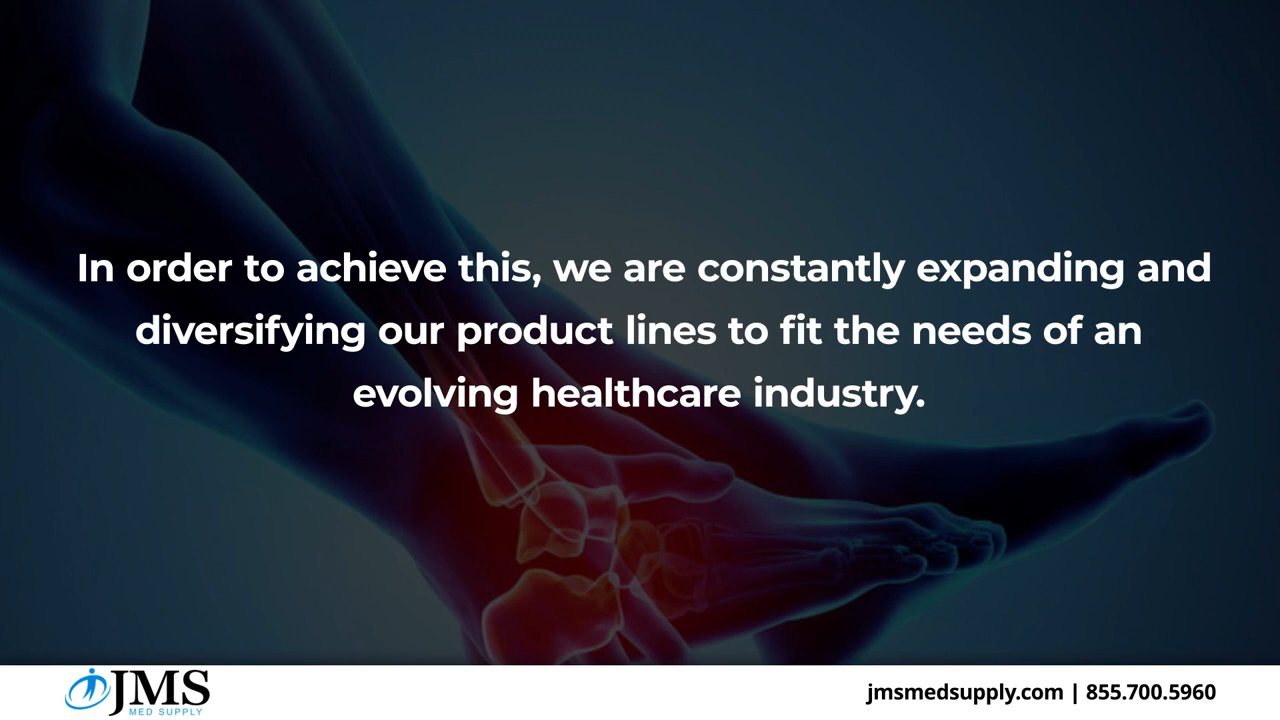 In order to achieve this, we are constantly expanding and
diversifying our product lines to fit the needs of an
evolving healthcare industry.
JMS
MED SUPPLY
jmsmedsupply.com | 855.700.5960